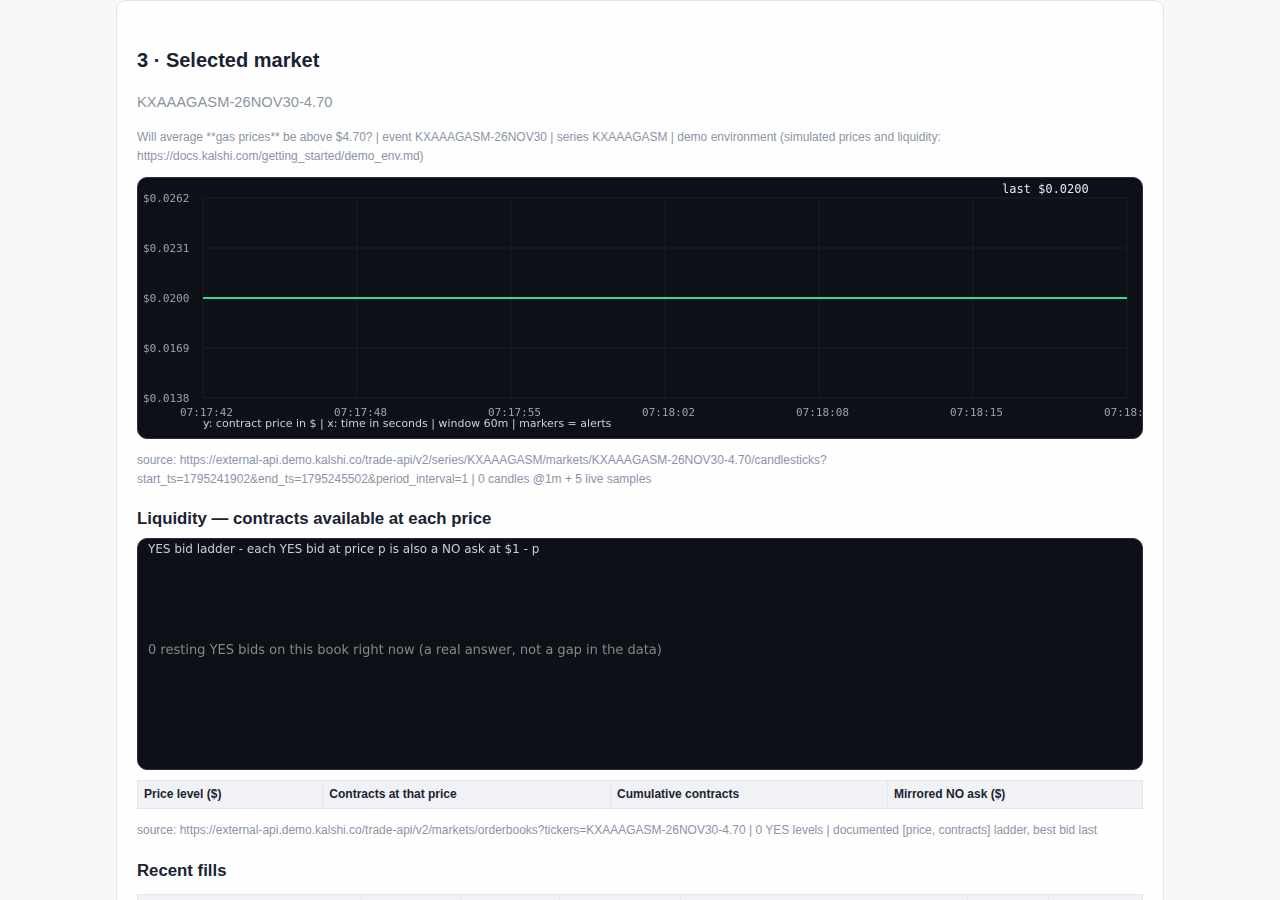 3 · Selected market
KXAAAGASM-26NOV30-4.70
Will average **gas prices** be above $4.70? | event KXAAAGASM-26NOV30 | series KXAAAGASM | demo environment (simulated prices and liquidity:
https://docs.kalshi.com/getting_started/demo_env.md)
last $0.0200
$0.0262
$0.0231
$0.0200
$0.0169
$0.0138
07:17:42 07:17:48 07:17:55 07:18:02 07:18:08 07:18:15 07:18:
y: contract price in $ | x: time in seconds | window 60m | markers = alerts
source: https://external-api.demo.kalshi.co/trade-api/v2/series/KXAAAGASM/markets/KXAAAGASM-26NOV30-4.70/candlesticks?
start_ts=1795241902&end_ts=1795245502&period_interval=1 | 0 candles @1m + 5 live samples
Liquidity — contracts available at each price
YES bid ladder - each YES bid at price p is also a NO ask at $1 - p
0 resting YES bids on this book right now (a real answer, not a gap in the data)
Price level ($) Contracts at that price Cumulative contracts Mirrored NO ask ($)
source: https://external-api.demo.kalshi.co/trade-api/v2/markets/orderbooks?tickers=KXAAAGASM-26NOV30-4.70 | 0 YES levels | documented [price, contracts] ladder, best bid last
Recent fills